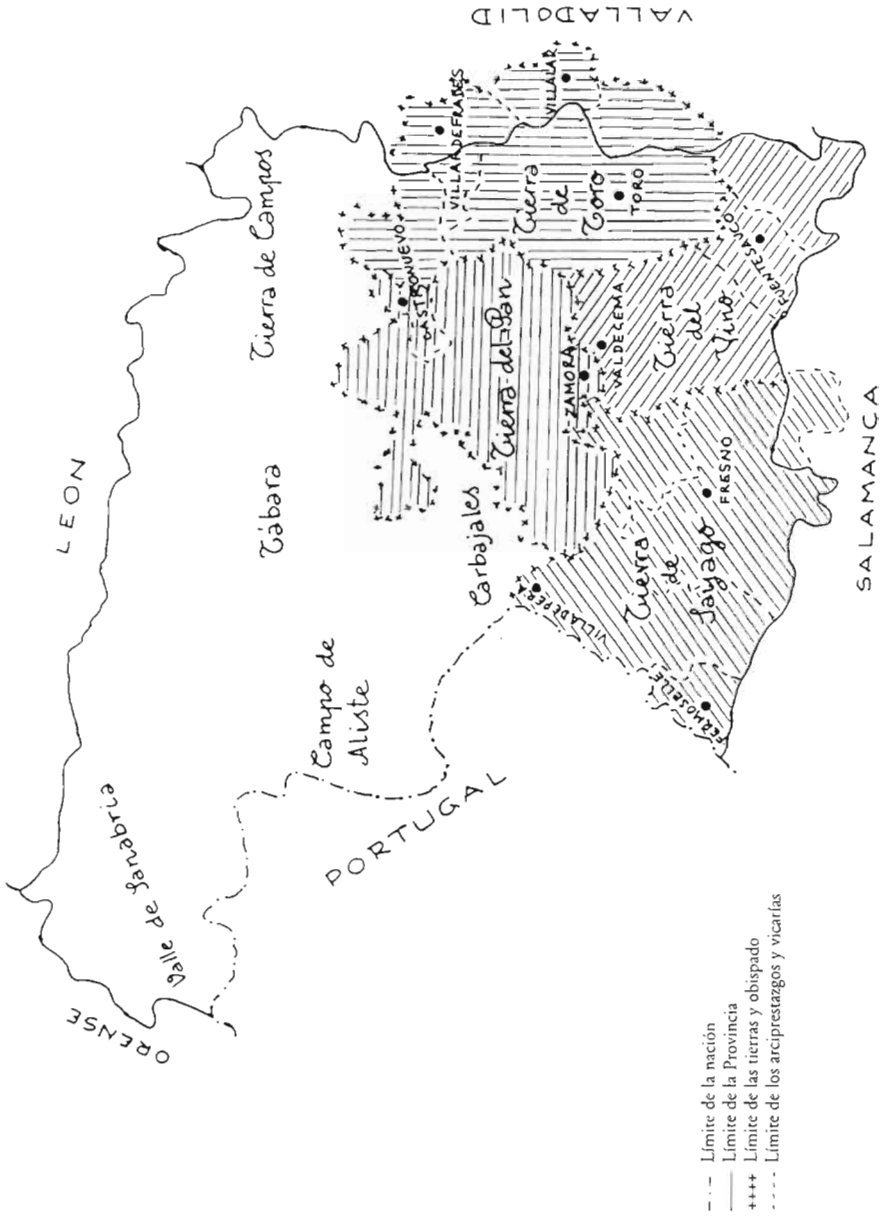 ORENSE
LEON
VALLADOLID
Valle de Sanabria
Tábara
Tierra de Campos
Campo de
Aliste
PORTUGAL
Carbajales
CASTRONUEVO
VILLARDEFRADES
VILLALAR
Tierra del Pan
Tierra
de
Toro
TORO
ZAMORA
VALDEGEMA
VILLADEPERA
Tierra
de
Sayago
FRESNO
FERMOSELLE
Tierra
del
Vino
FUENTESAUCO
SALAMANCA
Límite de la nación
Límite de la Provincia
++++ Límite de las tierras y obispado
---- Límite de los arciprestazgos y vicarías